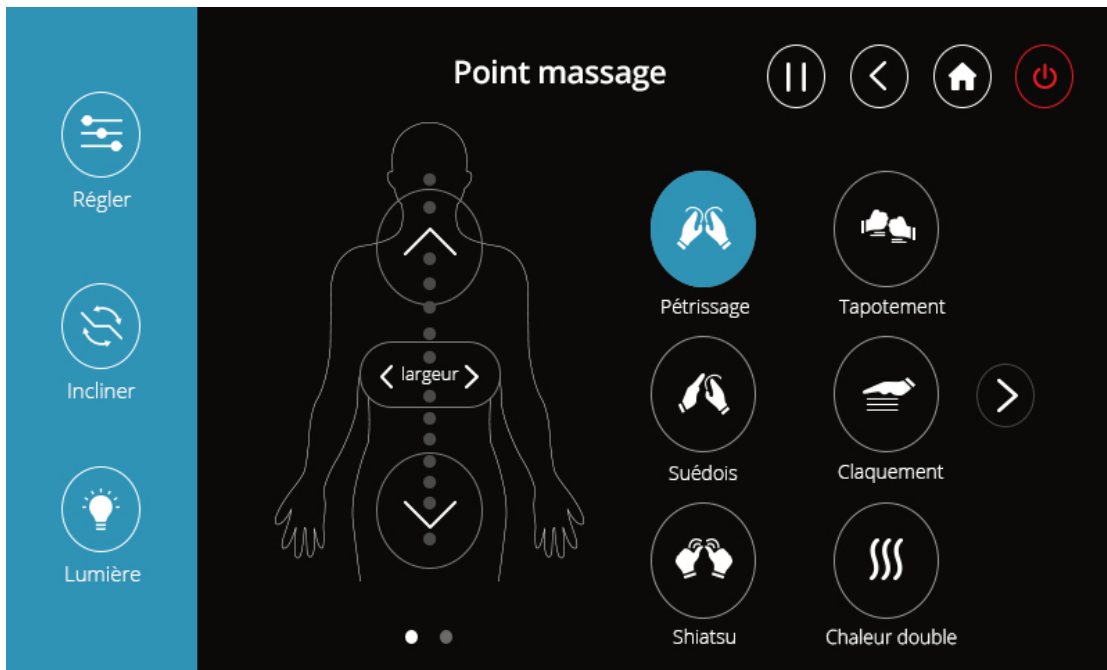 Point massage
Régler
Incliner
Lumière
largeur
Pétrissage
Tapotement
Suédois
Claquement
Shiatsu
Chaleur double